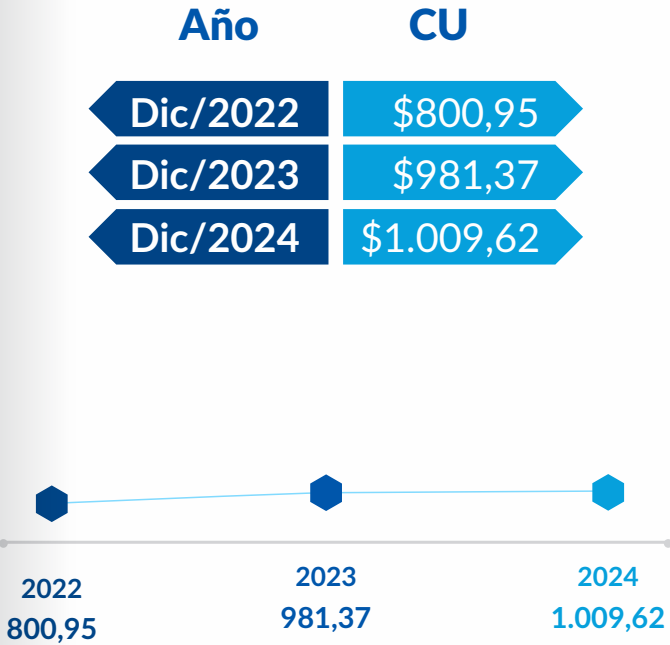 Año CU
Dic/2022 $800,95
Dic/2023 $981,37
Dic/2024 $1.009,62
2022 2023 2024
800,95 981,37 1.009,62